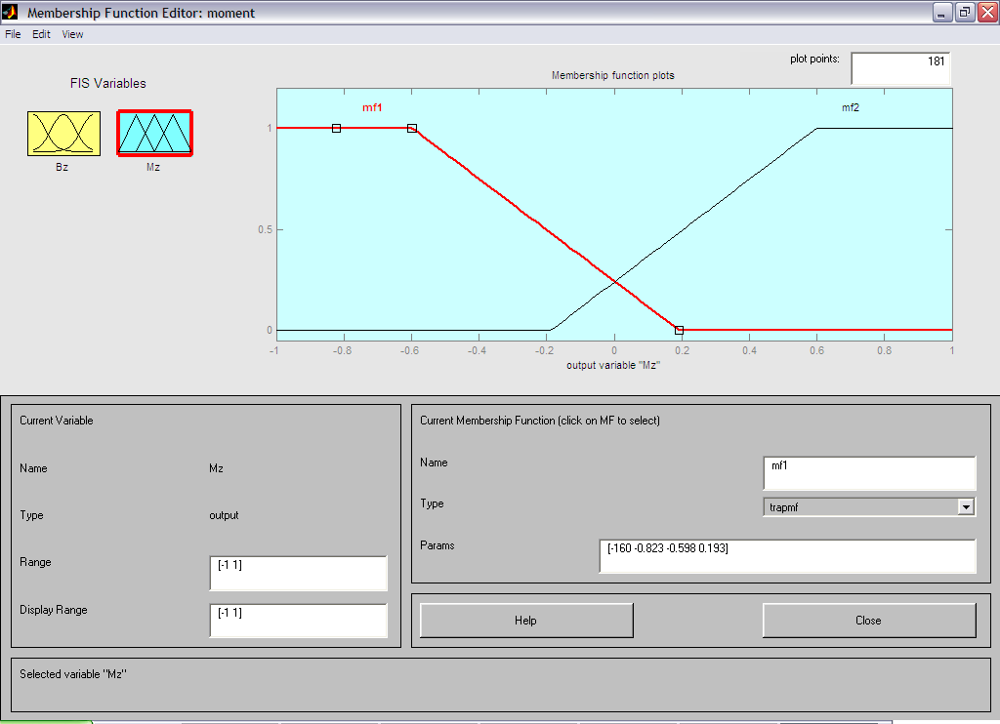 Membership Function Editor: moment
File Edit View
FIS Variables
Bz
Mz
plot points:
181
Membership function plots
mf1
mf2
1
0.5
0
-1 -0.8 -0.6 -0.4 -0.2 0 0.2 0.4 0.6 0.8 1
output variable "Mz"
Current Variable
Name Mz
Type output
Range [-1 1]
Display Range [-1 1]
Current Membership Function (click on MF to select)
Name mf1
Type trapmf
Params [-160 -0.823 -0.598 0.193]
Help
Close
Selected variable "Mz"